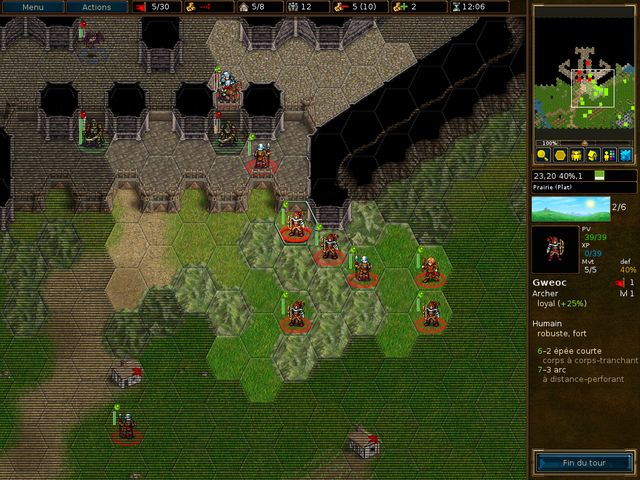 Menu
Actions
5/30
-4
5/8
12
5 (10)
2
12:06
100%
23,20 40%,1
Prairie (Plat)
2/6
PV
39/39
XP
0/39
Mvt
def
5/5
40%
Gweoc
1
Archer
lvl 1
loyal (+25%)
Humain
robuste, fort
6–2 épée courte
corps à corps–tranchant
7–3 arc
à distance–perforant
Fin du tour